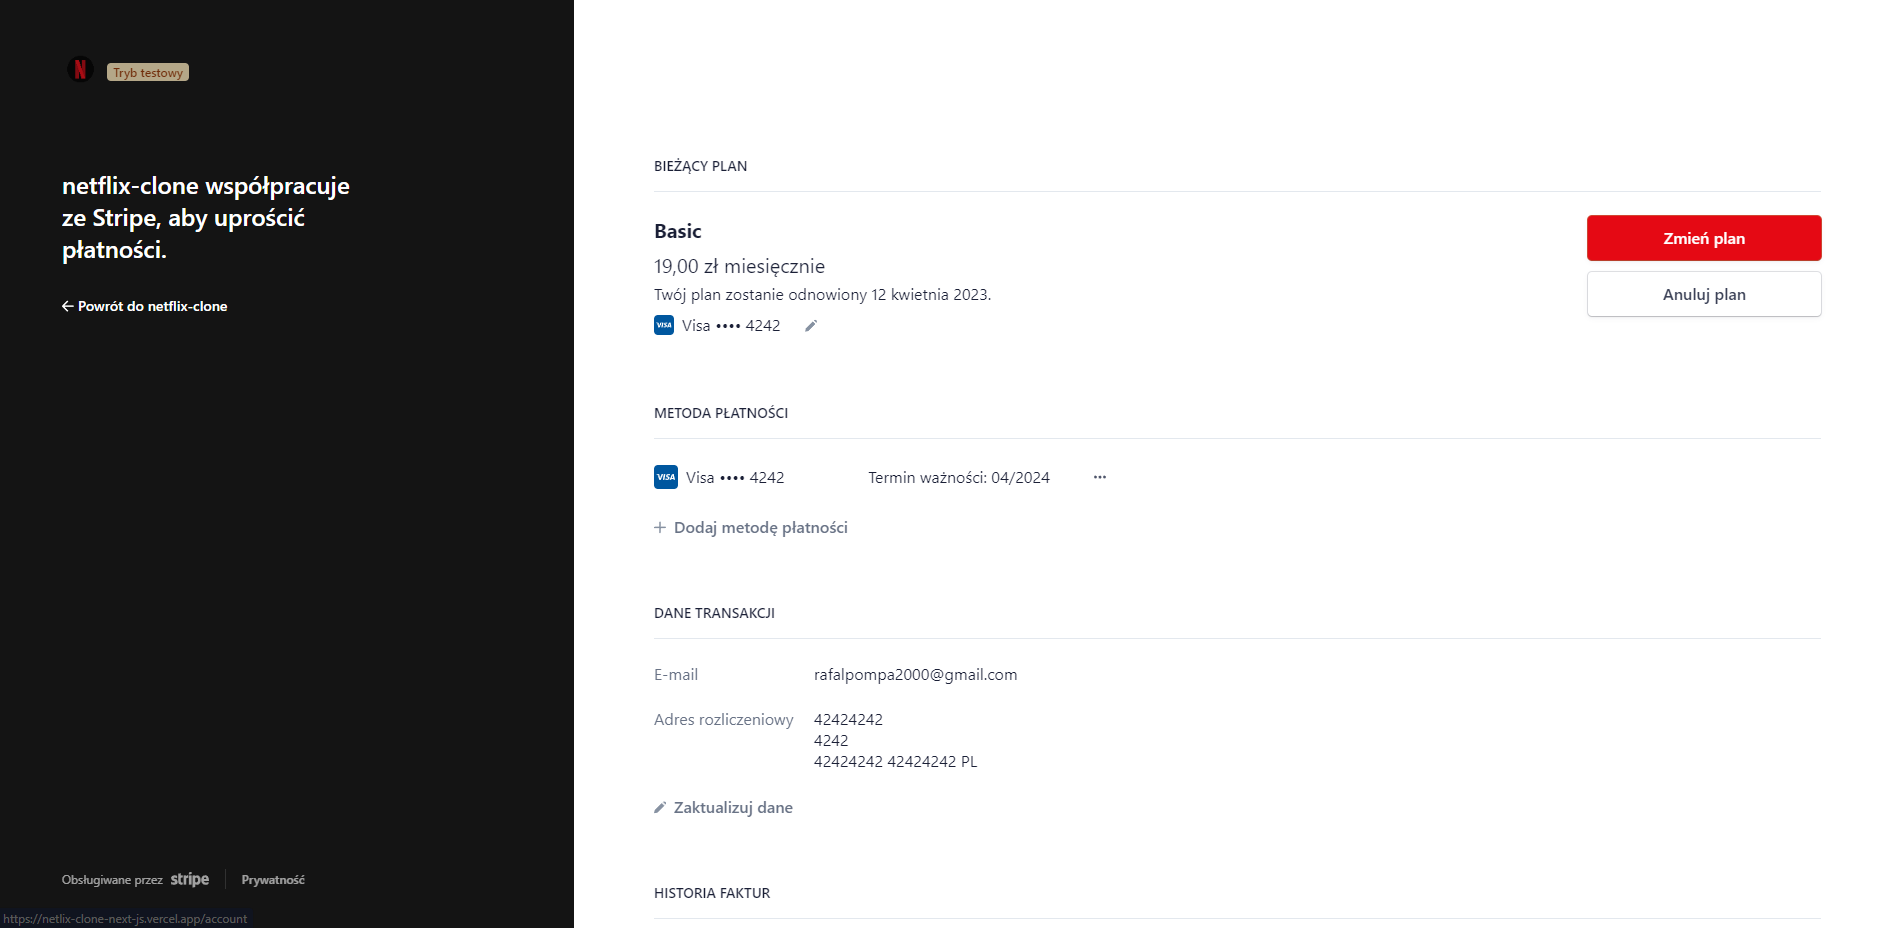 N
Tryb testowy
netflix-clone współpracuje
ze Stripe, aby uprościć
płatności.
← Powrót do netflix-clone
Obsługiwane przez stripe
Prywatność
https://netlix-clone-next-js.vercel.app/account
BIEŻĄCY PLAN
Basic
19,00 zł miesięcznie
Twój plan zostanie odnowiony 12 kwietnia 2023.
VISA Visa •••• 4242
Zmień plan
Anuluj plan
METODA PŁATNOŚCI
VISA Visa •••• 4242 Termin ważności: 04/2024 •••
+ Dodaj metodę płatności
DANE TRANSAKCJI
E-mail rafalpompa2000@gmail.com
Adres rozliczeniowy 42424242
4242
42424242 42424242 PL
Zaktualizuj dane
HISTORIA FAKTUR